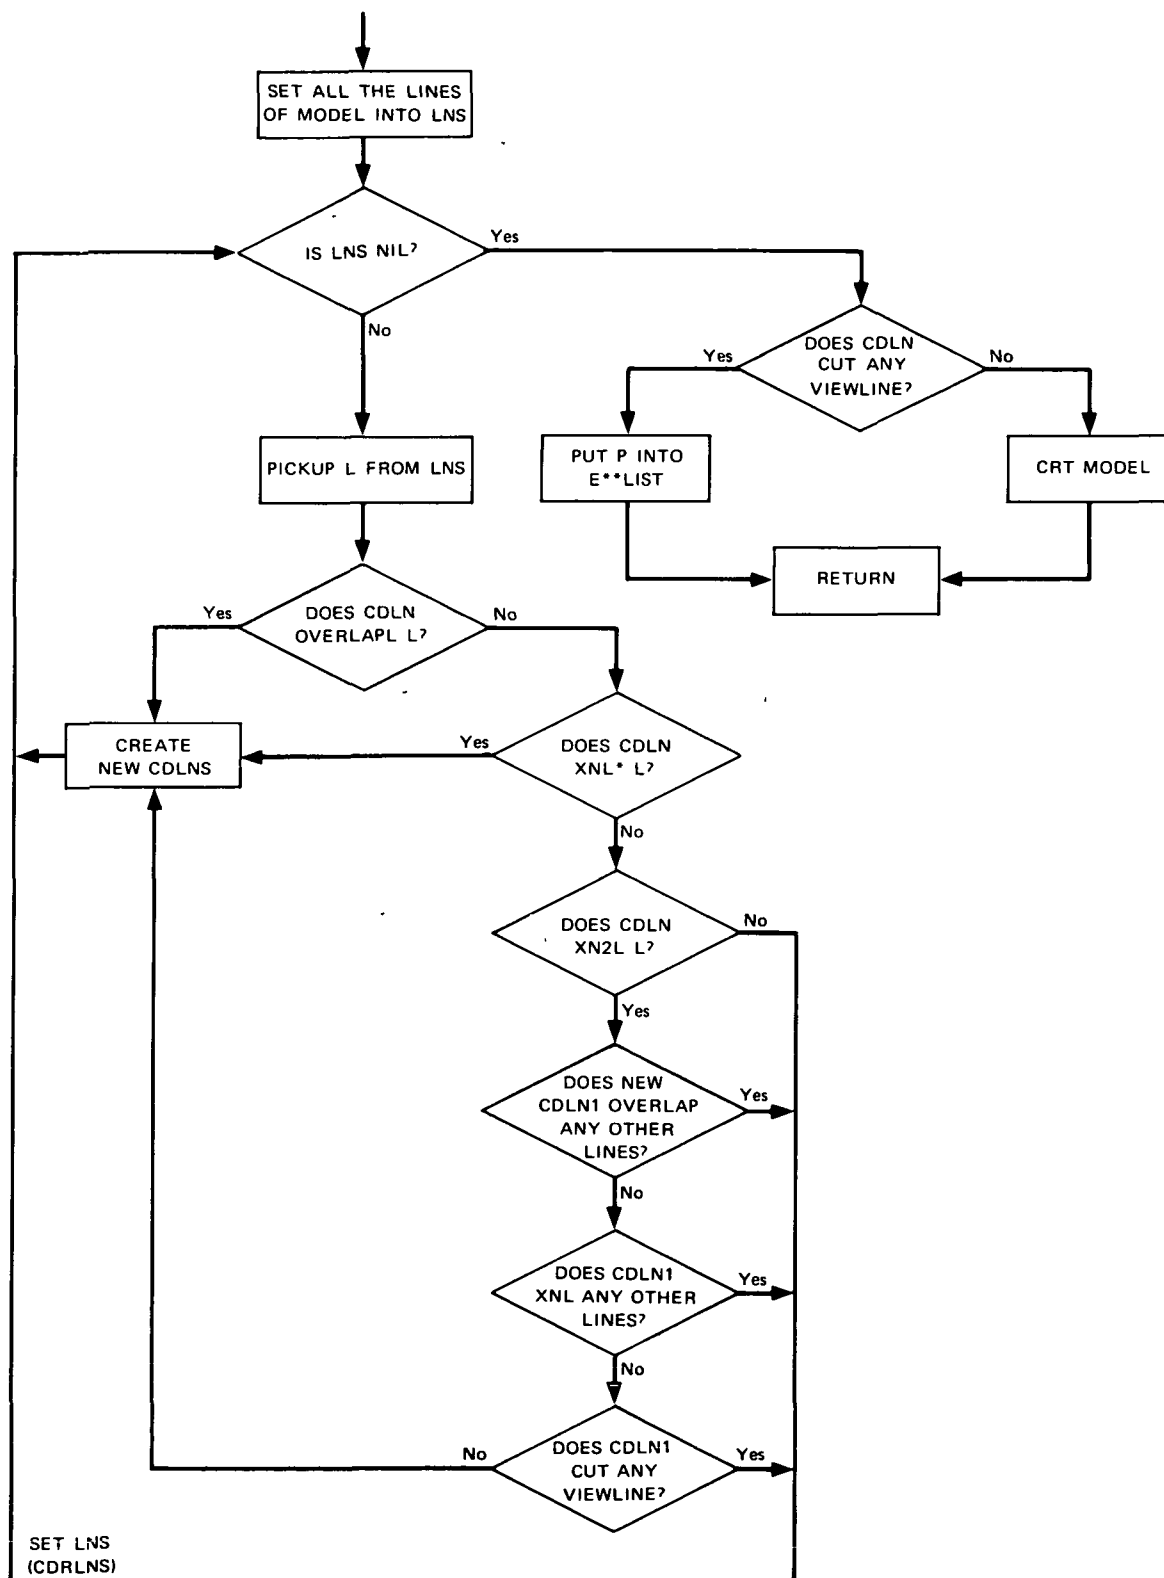 SET ALL THE LINES
OF MODEL INTO LNS
IS LNS NIL?
Yes
No
DOES CDLN
CUT ANY
VIEWLINE?
Yes
No
PICKUP L FROM LNS
PUT P INTO
E**LIST
CRT MODEL
RETURN
DOES CDLN
OVERLAPL L?
Yes
No
CREATE
NEW CDLNS
DOES CDLN
XNL* L?
Yes
No
DOES CDLN
XN2L L?
No
Yes
DOES NEW
CDLN1 OVERLAP
ANY OTHER
LINES?
Yes
No
DOES CDLN1
XNL ANY OTHER
LINES?
Yes
No
DOES CDLN1
CUT ANY
VIEWLINE?
No
Yes
SET LNS
(CDRLNS)